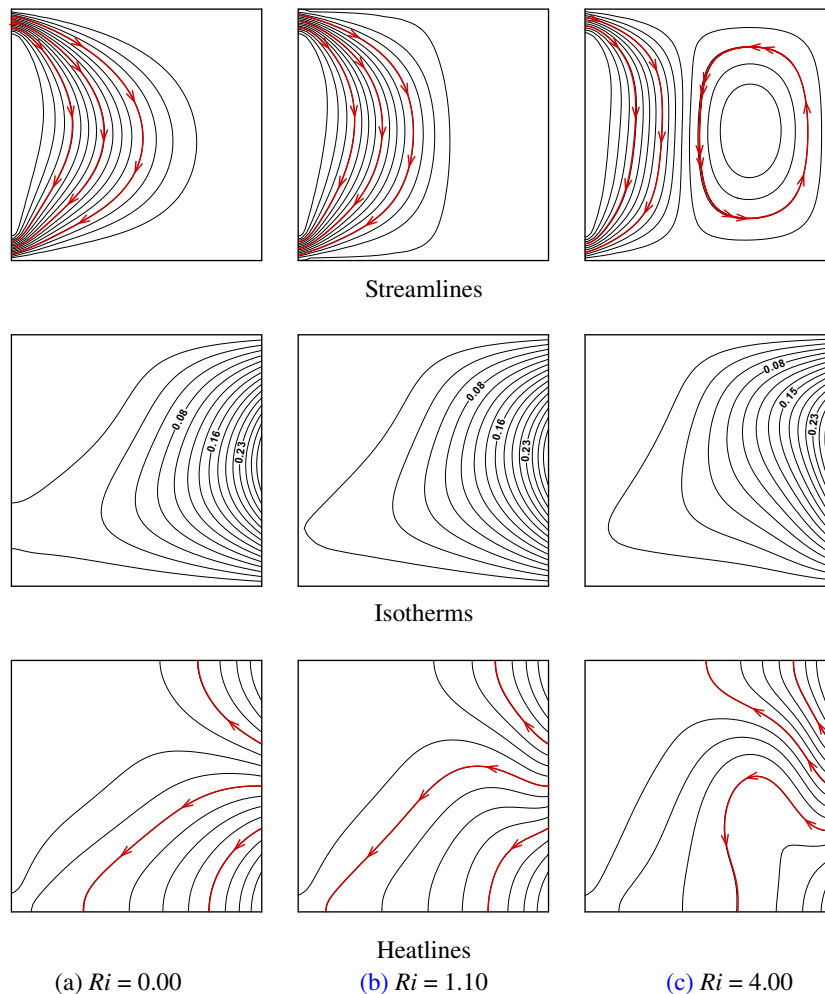 Streamlines
0.08
0.16
0.23
0.08
0.16
0.23
0.08
0.15
0.23
Isotherms
Heatlines
(a) Ri = 0.00
(b) Ri = 1.10
(c) Ri = 4.00